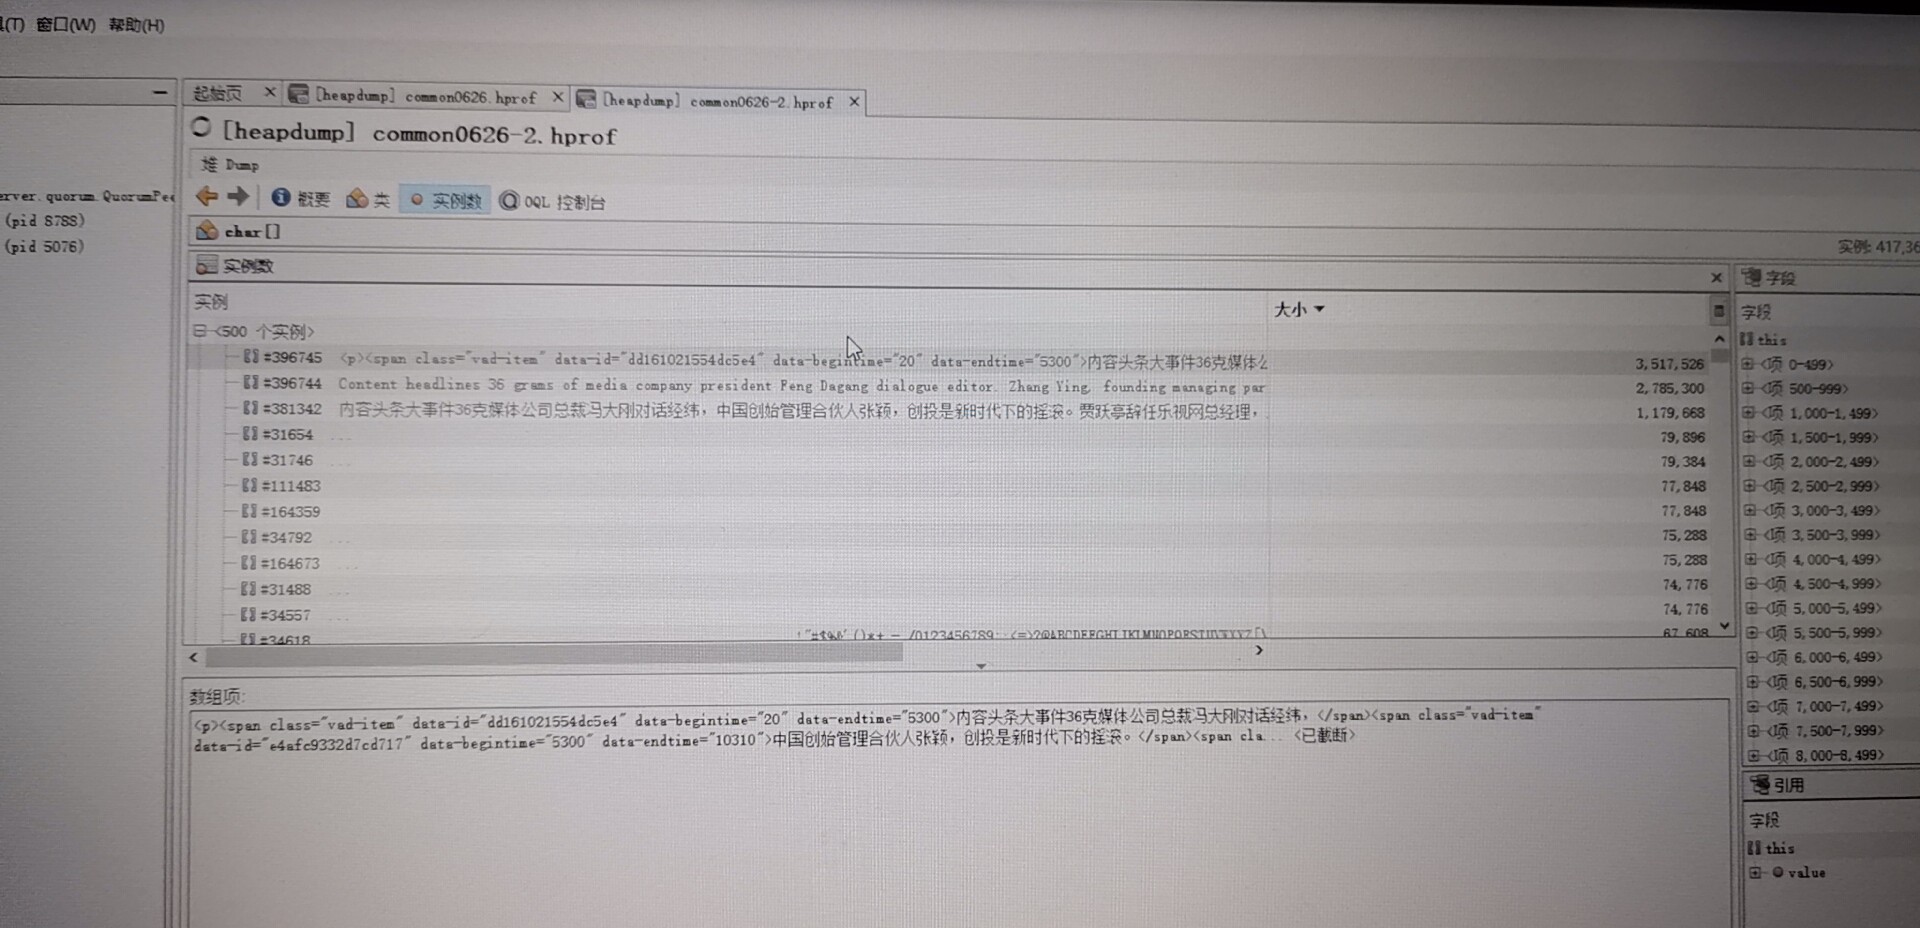 (T) 窗口(W) 帮助(H)
起始页 × [heapdump] common0626.hprof × [heapdump] common0626-2.hprof ×
[heapdump] common0626-2.hprof
堆 Dump
erver.quorum.QuorumPe
(pid 8788)
(pid 5076)
概要 类 实例数 OQL 控制台
char[]
实例: 417,36
实例数 ×
实例 大小
<500 个实例>
#396745 <p><span class="vad-item" data-id="dd161021554dc5e4" data-begintime="20" data-endtime="5300">内容头条大事件36克媒体 3,517,526
#396744 Content headlines 36 grams of media company president Feng Dagang dialogue editor. Zhang Ying, founding managing par 2,785,300
#381342 内容头条大事件36克媒体公司总裁冯大刚对话经纬，中国创始管理合伙人张颖，创投是新时代下的摇滚。贾跃亭辞任乐视网总经理， 1,179,668
#31654 ... 79,896
#31746 ... 79,384
#111483 77,848
#164359 77,848
#34792 ... 75,288
#164673 ... 75,288
#31488 ... 74,776
#34557 ... 74,776
#34618 67,608
数组项:
<p><span class="vad-item" data-id="dd161021554dc5e4" data-begintime="20" data-endtime="5300">内容头条大事件36克媒体公司总裁冯大刚对话经纬，</span><span class="vad-item"
data-id="e4afc9332d7cd717" data-begintime="5300" data-endtime="10310">中国创始管理合伙人张颖，创投是新时代下的摇滚。</span><span cla... <已截断>
字段
字段
this
<项 0-499>
<项 500-999>
<项 1,000-1,499>
<项 1,500-1,999>
<项 2,000-2,499>
<项 2,500-2,999>
<项 3,000-3,499>
<项 3,500-3,999>
<项 4,000-4,499>
<项 4,500-4,999>
<项 5,000-5,499>
<项 5,500-5,999>
<项 6,000-6,499>
<项 6,500-6,999>
<项 7,000-7,499>
<项 7,500-7,999>
<项 8,000-8,499>
引用
字段
this
value